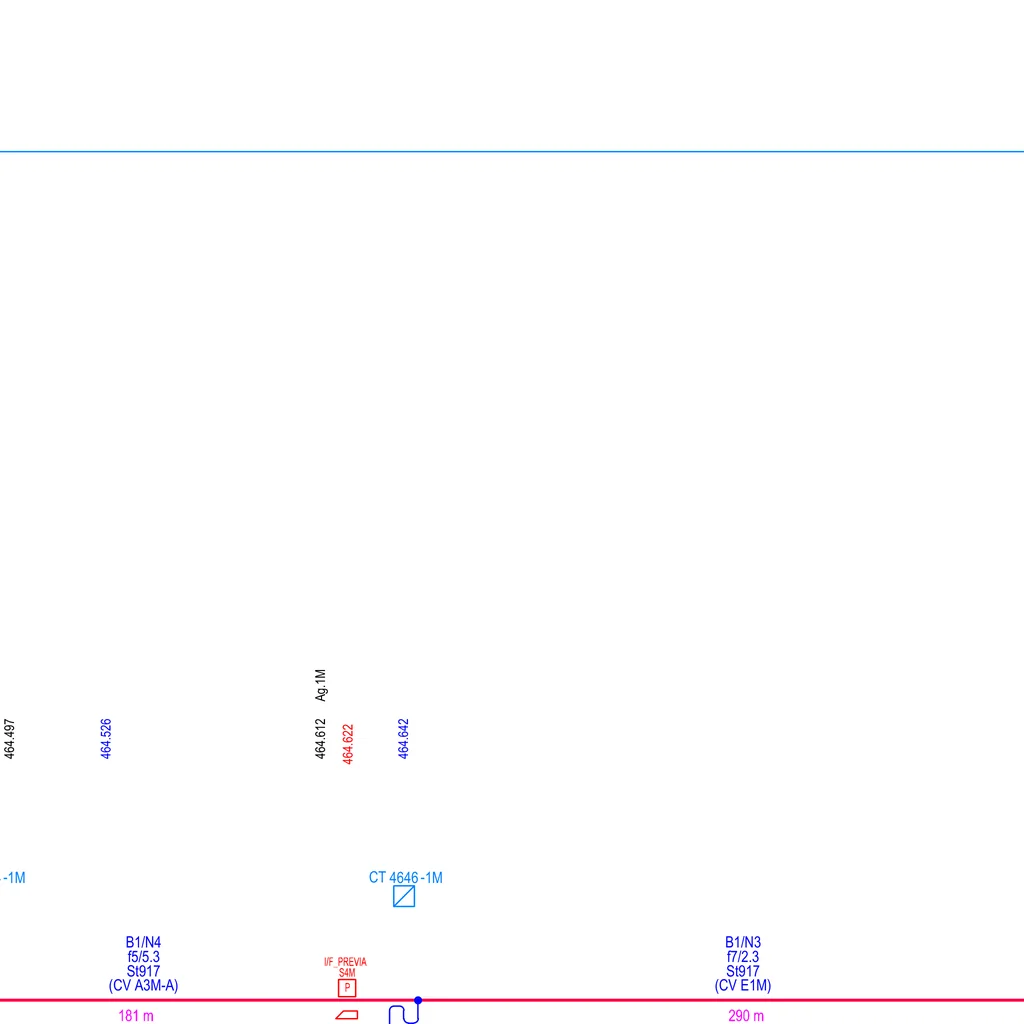 Ag.1M
464.497
464.526
464.612
464.622
464.642
-1M
CT 4646-1M
B1/N4
f5/5.3
St917
(CV A3M-A)
I/F_PREVIA
S4M
P
B1/N3
f7/2.3
St917
(CV E1M)
181 m
290 m